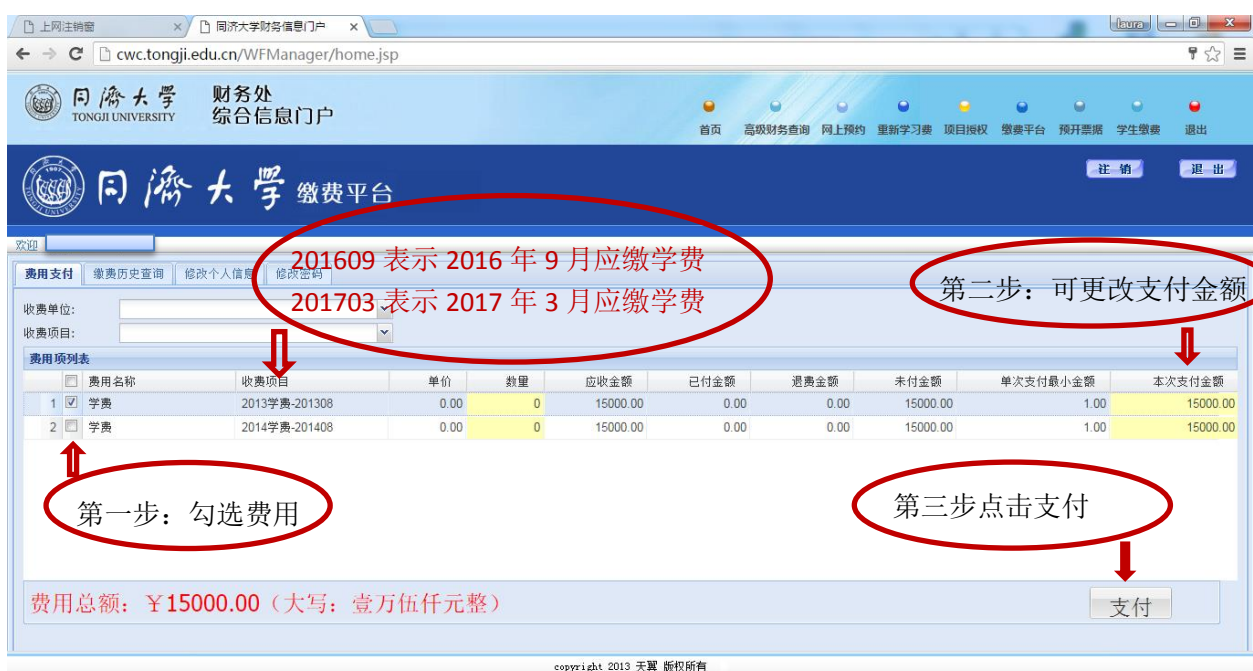 上网注销窗
同济大学财务信息门户
laura
cwc.tongji.edu.cn/WFManager/home.jsp
同濟大學 财务处
TONGJI UNIVERSITY 综合信息门户
首页 高级财务查询 网上预约 重新学习费 项目授权 缴费平台 预开票据 学生缴费 退出
同濟大學 缴费平台
注 销 退 出
欢迎
费用支付 缴费历史查询 修改个人信息 修改密码
201609 表示 2016 年 9 月应缴学费
201703 表示 2017 年 3 月应缴学费
第二步：可更改支付金额
收费单位:
收费项目:
费用项列表
费用名称 收费项目 单价 数量 应收金额 已付金额 退费金额 未付金额 单次支付最小金额 本次支付金额
1 学费 2013学费-201308 0.00 0 15000.00 0.00 0.00 15000.00 1.00 15000.00
2 学费 2014学费-201408 0.00 0 15000.00 0.00 0.00 15000.00 1.00 15000.00
第一步：勾选费用
第三步点击支付
费用总额：￥15000.00（大写：壹万伍仟元整）
支付
copyright 2013 天翼 版权所有